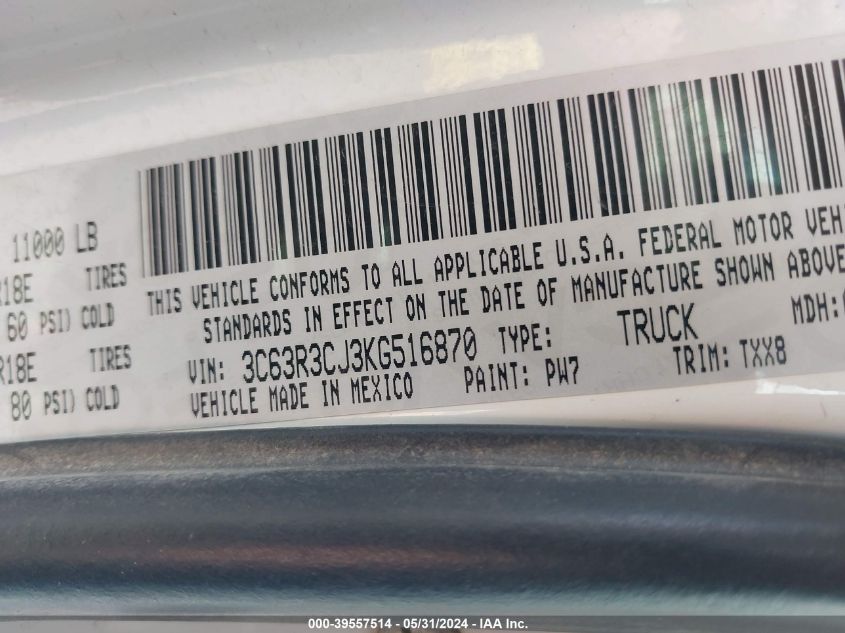 11000 LB
R18E TIRES
60 PSI) COLD
R18E TIRES
80 PSI) COLD
THIS VEHICLE CONFORMS TO ALL APPLICABLE U.S.A. FEDERAL MOTOR VEHI
STANDARDS IN EFFECT ON THE DATE OF MANUFACTURE SHOWN ABOVE
VIN: 3C63R3CJ3KG516870 TYPE: TRUCK MDH:
VEHICLE MADE IN MEXICO PAINT: PW7 TRIM: TXX8
000-39557514 - 05/31/2024 - IAA Inc.